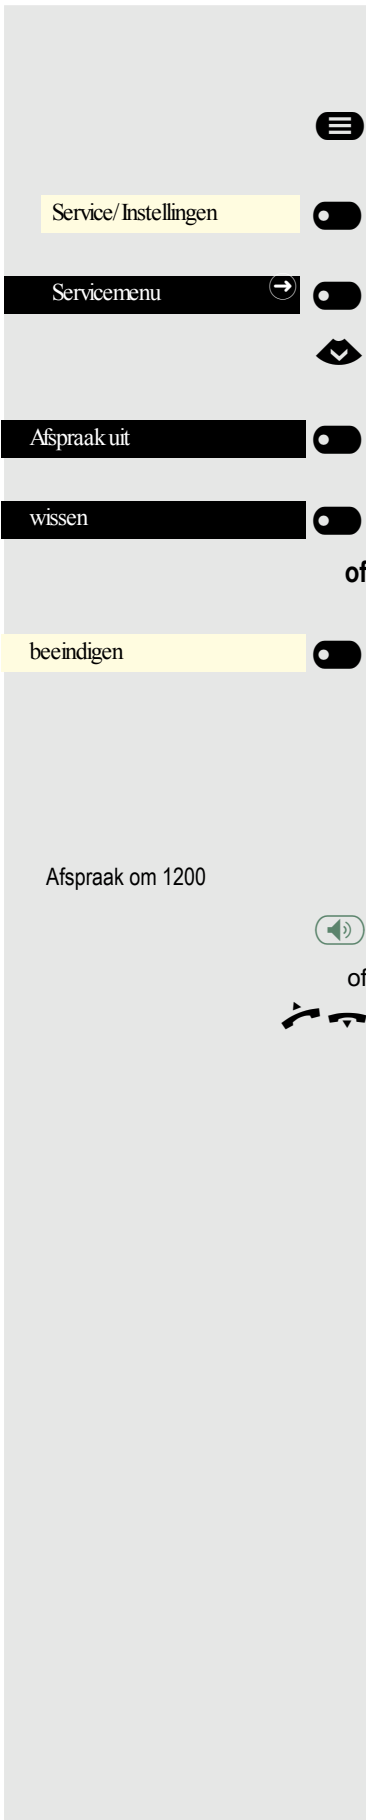 Service/Instellingen
Servicemenu
Afspraak uit
wissen
of
beeindigen
Afspraak om 1200
of